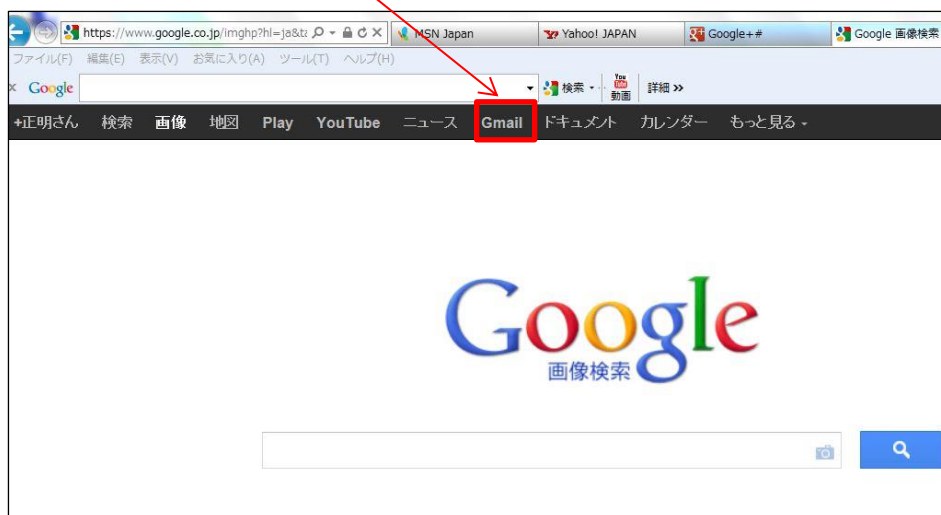 https://www.google.co.jp/imghp?hl=ja&t MSN Japan Yahoo! JAPAN Google+# Google 画像検索
ファイル(F) 編集(E) 表示(V) お気に入り(A) ツール(T) ヘルプ(H)
× Google 検索 You Tube 動画 詳細 »
+正明さん 検索 画像 地図 Play YouTube ニュース Gmail ドキュメント カレンダー もっと見る
Google
画像検索